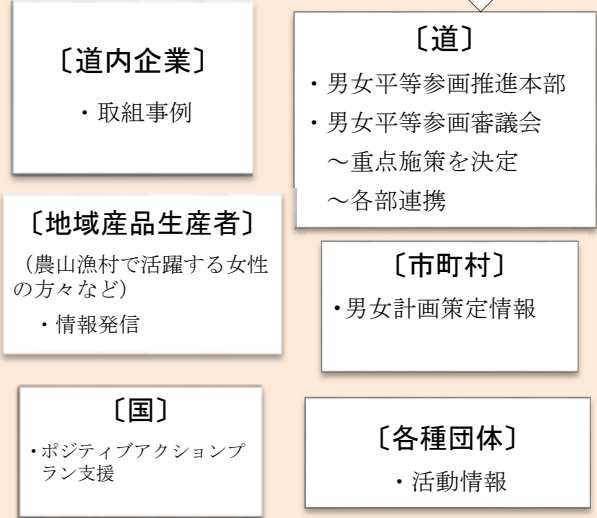 〔道内企業〕
・取組事例
〔道〕
・男女平等参画推進本部
・男女平等参画審議会
～重点施策を決定
～各部連携
〔地域産品生産者〕
（農山漁村で活躍する女性
の方々など）
・情報発信
〔市町村〕
・男女計画策定情報
〔国〕
・ポジティブアクションプ
ラン支援
〔各種団体〕
・活動情報